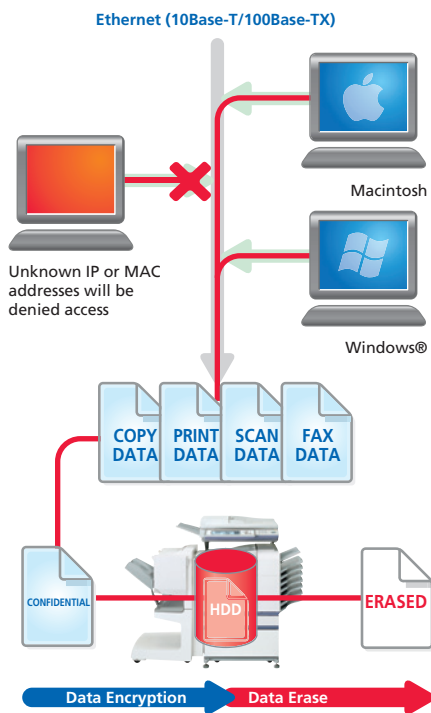 Ethernet (10Base-T/100Base-TX)
Macintosh
Unknown IP or MAC
addresses will be
denied access
Windows®
COPY
DATA
PRINT
DATA
SCAN
DATA
FAX
DATA
CONFIDENTIAL
HDD
ERASED
Data Encryption
Data Erase